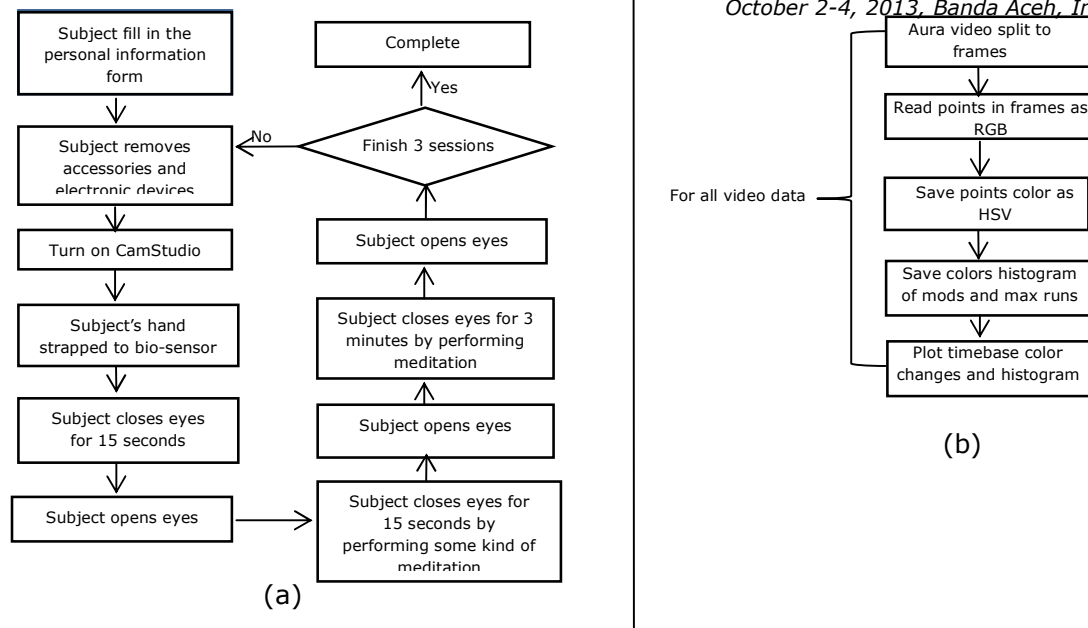 Subject fill in the
personal information
form
Subject removes
accessories and
electronic devices
Turn on CamStudio
Subject's hand
strapped to bio-sensor
Subject closes eyes
for 15 seconds
Subject opens eyes
Subject closes eyes for
15 seconds by
performing some kind of
meditation
Subject opens eyes
Subject closes eyes for 3
minutes by performing
meditation
Subject opens eyes
Finish 3 sessions
No
Yes
Complete
(a)
October 2-4, 2013, Banda Aceh,
For all video data
Aura video split to
frames
Read points in frames as
RGB
Save points color as
HSV
Save colors histogram
of mods and max runs
Plot timebase color
changes and histogram
(b)